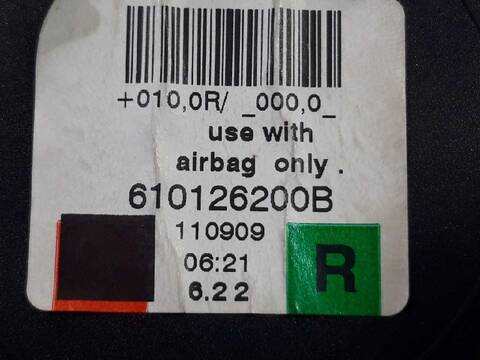 +010,0R/ _000,0_
use with
airbag only .
610126200B
110909
06:21
6.22
R